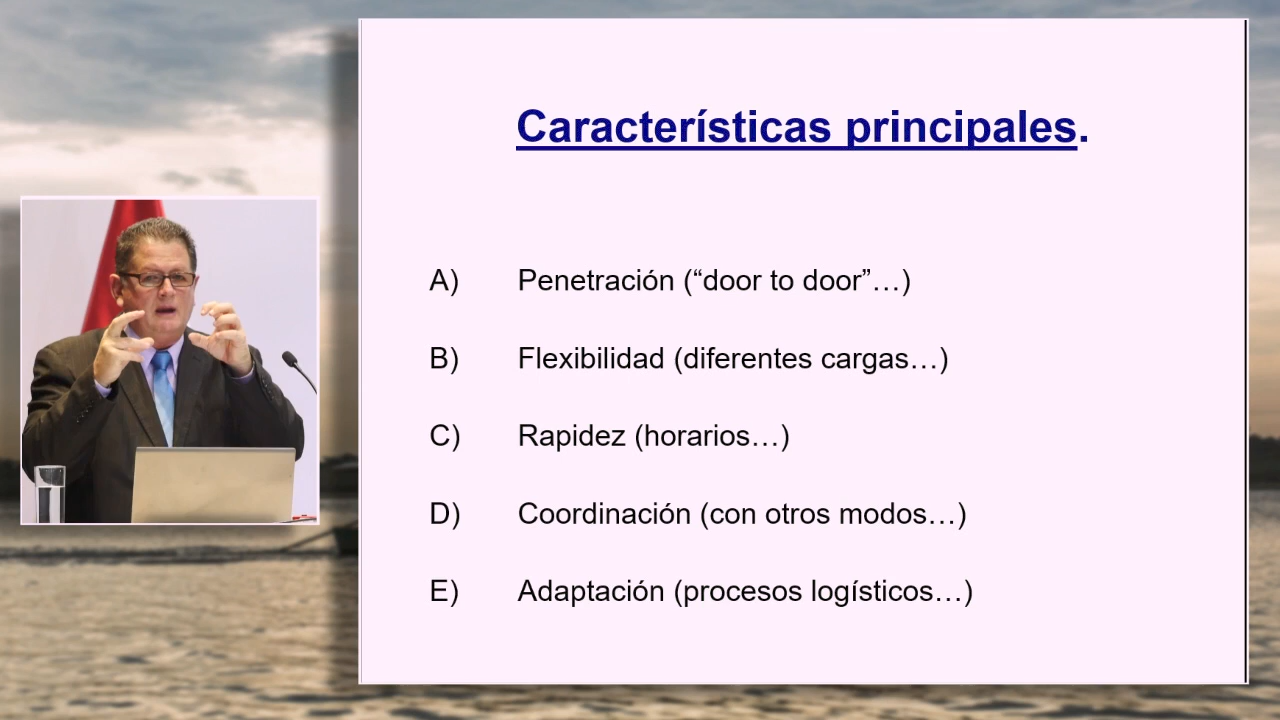 Características principales.
A) Penetración (“door to door”…)
B) Flexibilidad (diferentes cargas…)
C) Rapidez (horarios…)
D) Coordinación (con otros modos…)
E) Adaptación (procesos logísticos…)